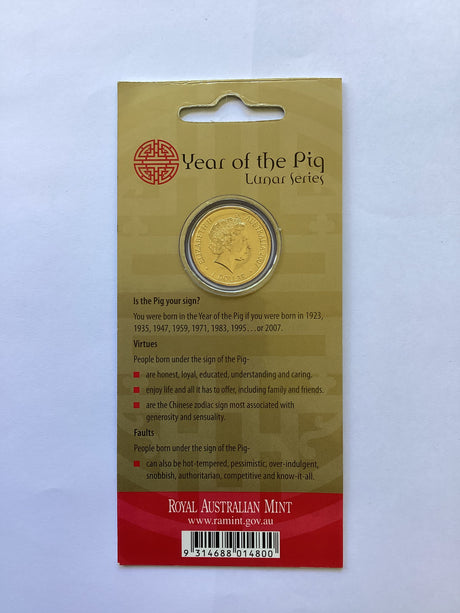 Year of the Pig
Lunar Series
ELIZABETH II AUSTRALIA 2007
1 DOLLAR
Is the Pig your sign?
You were born in the Year of the Pig if you were born in 1923,
1935, 1947, 1959, 1971, 1983, 1995...or 2007.
Virtues
People born under the sign of the Pig-
are honest, loyal, educated, understanding and caring.
enjoy life and all it has to offer, including family and friends.
are the Chinese zodiac sign most associated with
generosity and sensuality.
Faults
People born under the sign of the Pig-
can also be hot-tempered, pessimistic, over-indulgent,
snobbish, authoritarian, competitive and know-it-all.
ROYAL AUSTRALIAN MINT
www.ramint.gov.au
9 314688 014800